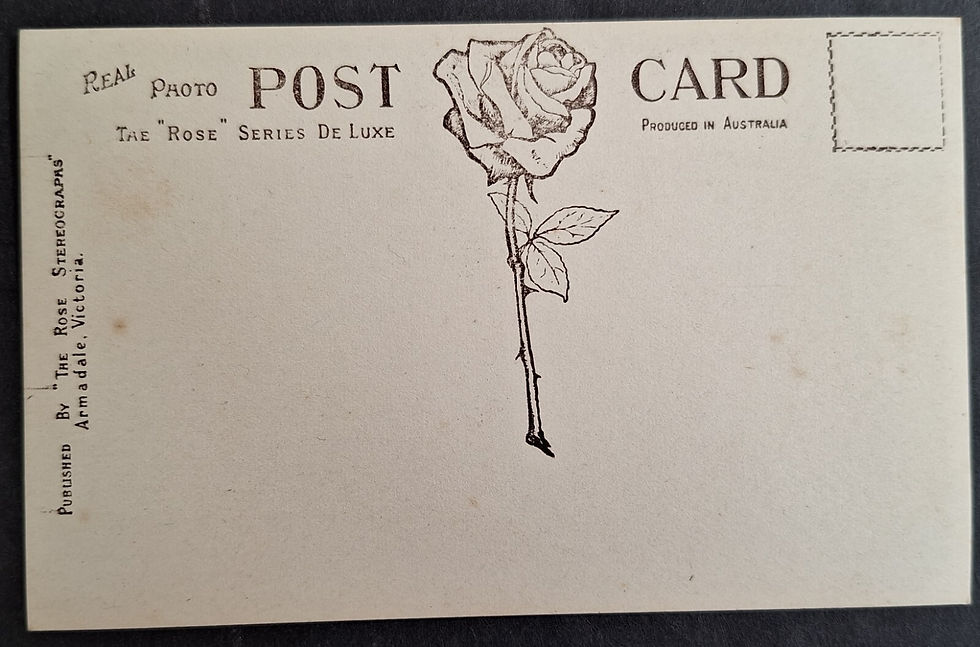 REAL PHOTO POST CARD
THE "ROSE" SERIES DE LUXE
PRODUCED IN AUSTRALIA
PUBLISHED BY "THE ROSE STEREOGRAPHS"
Armadale, Victoria.